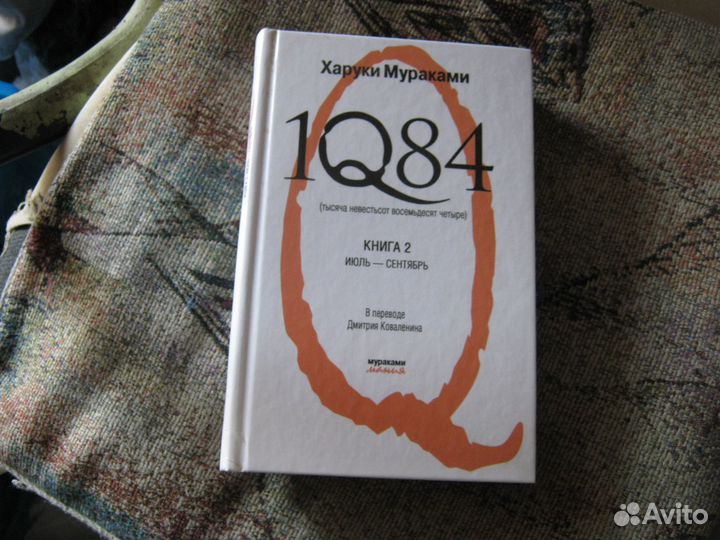 Харуки Мураками
1Q84
(тысяча невестьсот восемьдесят четыре)
КНИГА 2
ИЮЛЬ — СЕНТЯБРЬ
В переводе
Дмитрия Коваленина
мураками
мания
Avito